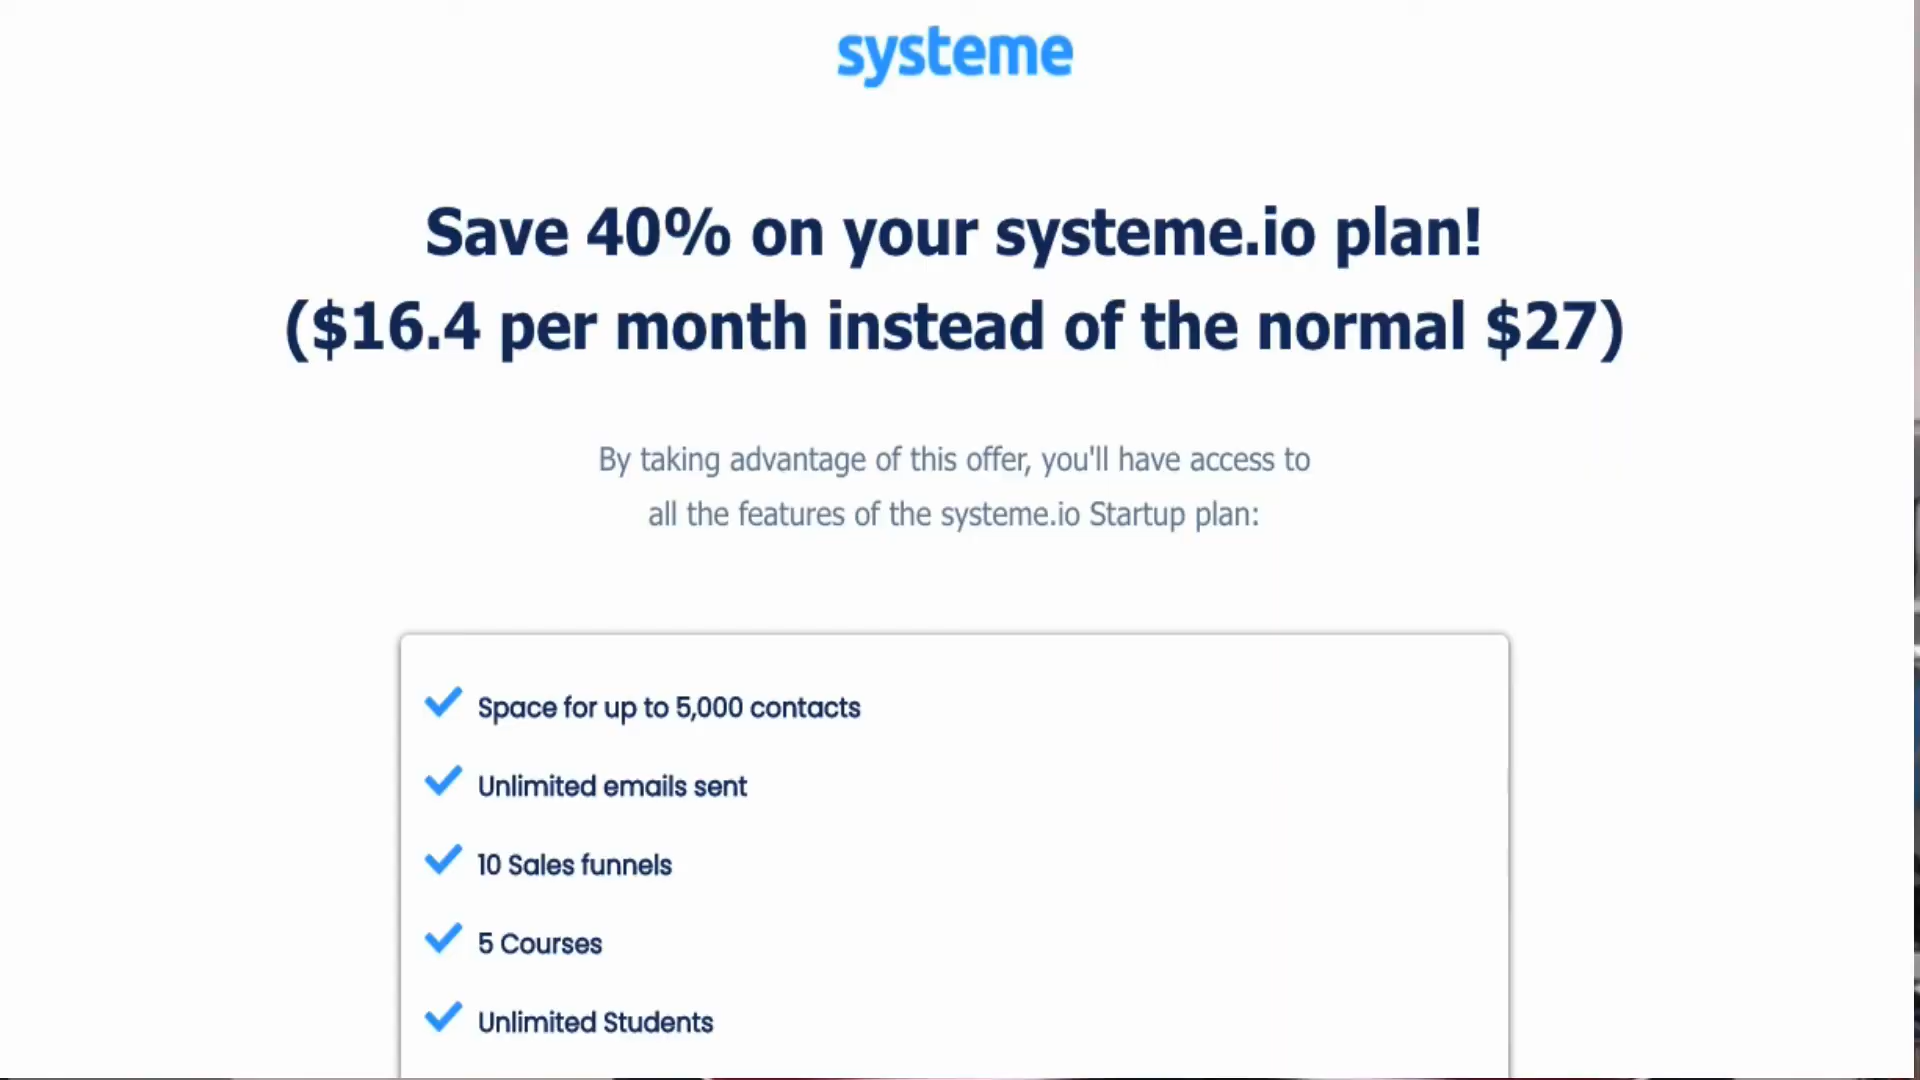 systeme
Save 40% on your systeme.io plan!
($16.4 per month instead of the normal $27)
By taking advantage of this offer, you'll have access to
all the features of the systeme.io Startup plan:
Space for up to 5,000 contacts
Unlimited emails sent
10 Sales funnels
5 Courses
Unlimited Students